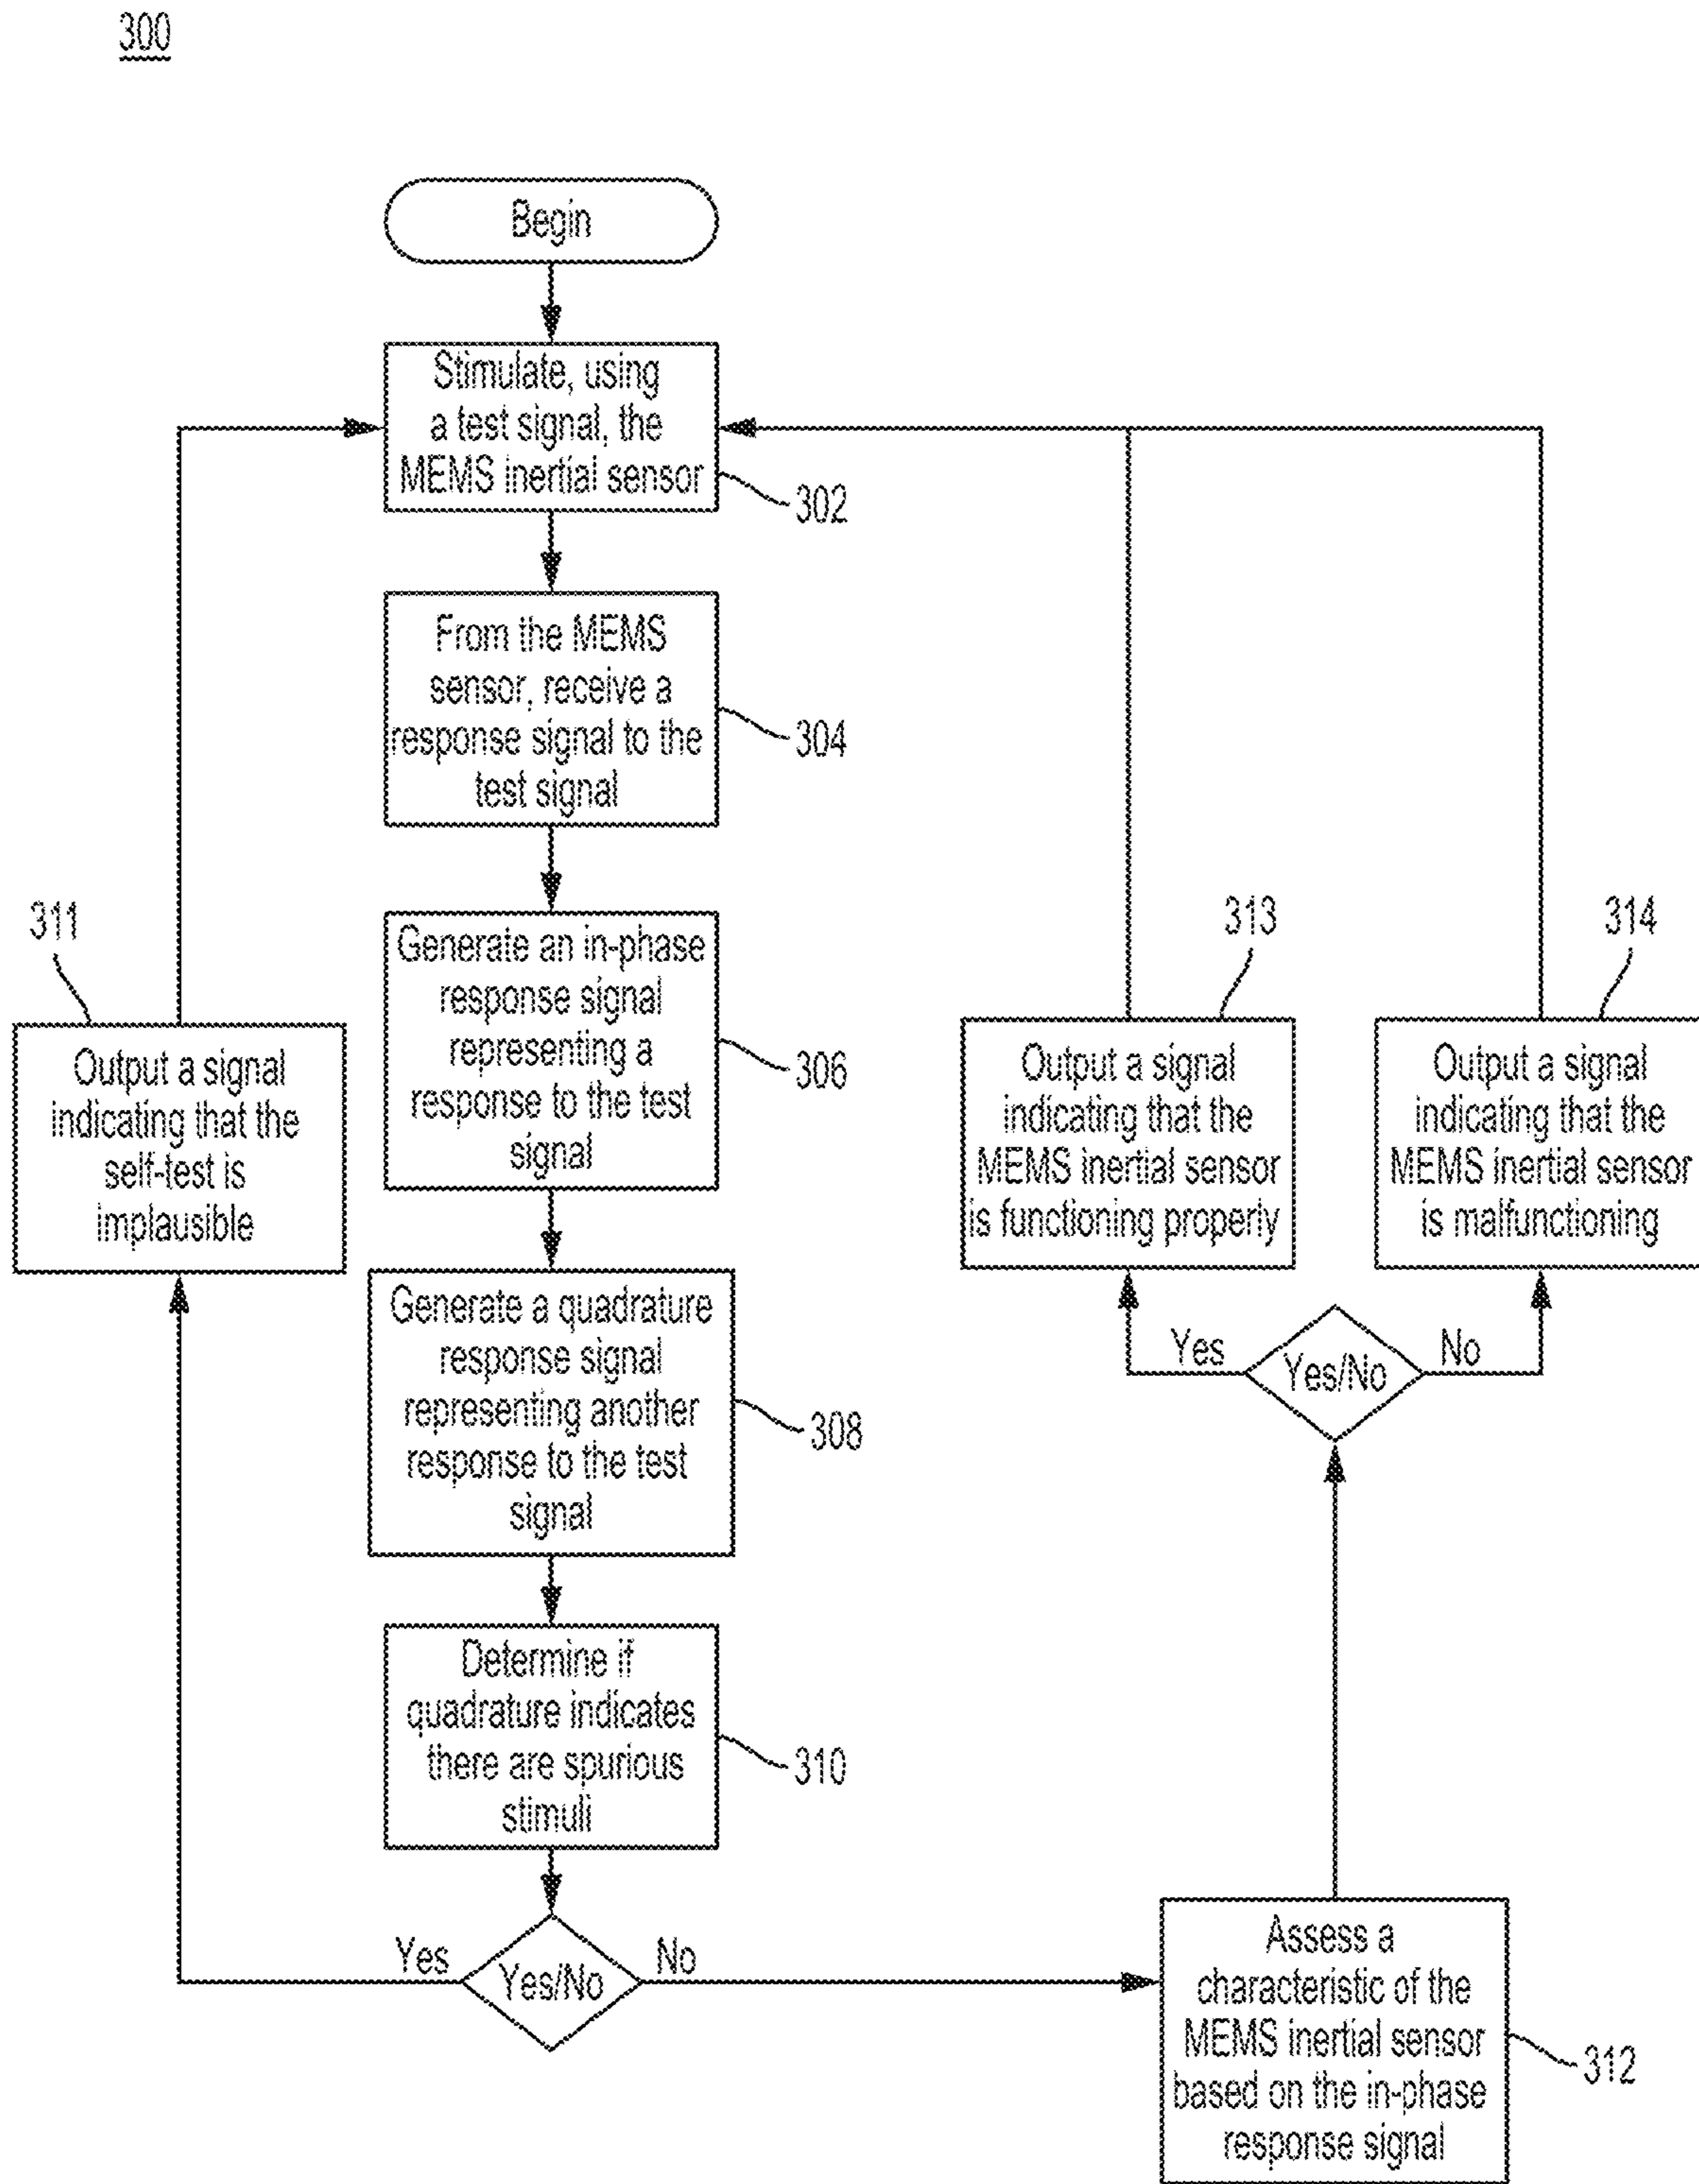 300
Begin
Stimulate, using
a test signal, the
MEMS inertial sensor
302
From the MEMS
sensor, receive a
response signal to the
test signal
304
Generate an in-phase
response signal
representing a
response to the test
signal
306
311
Output a signal
indicating that the
self-test is
implausible
313
Output a signal
indicating that the
MEMS inertial sensor
is functioning properly
314
Output a signal
indicating that the
MEMS inertial sensor
is malfunctioning
Generate a quadrature
response signal
representing another
response to the test
signal
308
Yes
Yes/No
No
Determine if
quadrature indicates
there are spurious
stimuli
310
Yes
Yes/No
No
Assess a
characteristic of the
MEMS inertial sensor
based on the in-phase
response signal
312